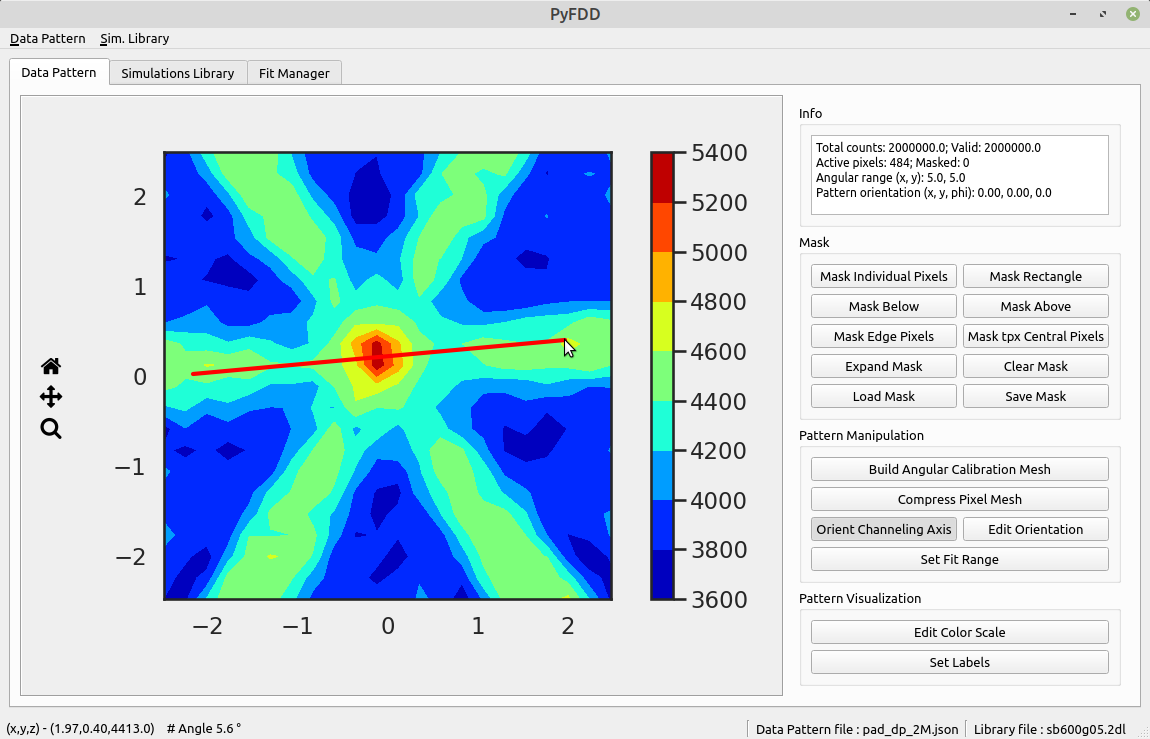 PyFDD
Data Pattern Sim. Library
Data Pattern Simulations Library Fit Manager
2
1
0
−1
−2
−2 −1 0 1 2
5400
5200
5000
4800
4600
4400
4200
4000
3800
3600
Info
Total counts: 2000000.0; Valid: 2000000.0
Active pixels: 484; Masked: 0
Angular range (x, y): 5.0, 5.0
Pattern orientation (x, y, phi): 0.00, 0.00, 0.0
Mask
Mask Individual Pixels Mask Rectangle
Mask Below Mask Above
Mask Edge Pixels Mask tpx Central Pixels
Expand Mask Clear Mask
Load Mask Save Mask
Pattern Manipulation
Build Angular Calibration Mesh
Compress Pixel Mesh
Orient Channeling Axis Edit Orientation
Set Fit Range
Pattern Visualization
Edit Color Scale
Set Labels
(x,y,z) - (1.97,0.40,4413.0) # Angle 5.6 ° Data Pattern file : pad_dp_2M.json Library file : sb600g05.2dl